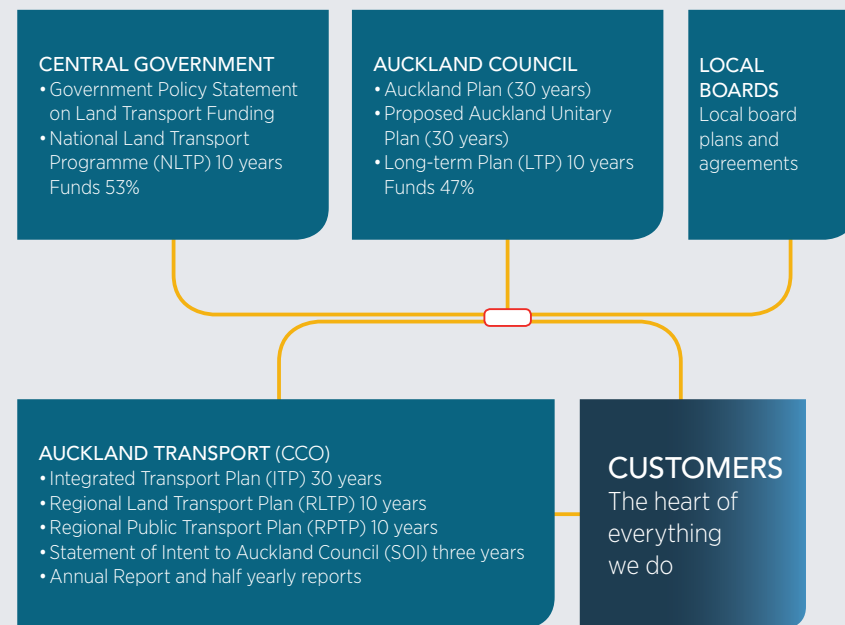 CENTRAL GOVERNMENT
• Government Policy Statement
on Land Transport Funding
• National Land Transport
Programme (NLTP) 10 years
Funds 53%
AUCKLAND COUNCIL
• Auckland Plan (30 years)
• Proposed Auckland Unitary
Plan (30 years)
• Long-term Plan (LTP) 10 years
Funds 47%
LOCAL
BOARDS
Local board
plans and
agreements
AUCKLAND TRANSPORT (CCO)
• Integrated Transport Plan (ITP) 30 years
• Regional Land Transport Plan (RLTP) 10 years
• Regional Public Transport Plan (RPTP) 10 years
• Statement of Intent to Auckland Council (SOI) three years
• Annual Report and half yearly reports
CUSTOMERS
The heart of
everything
we do